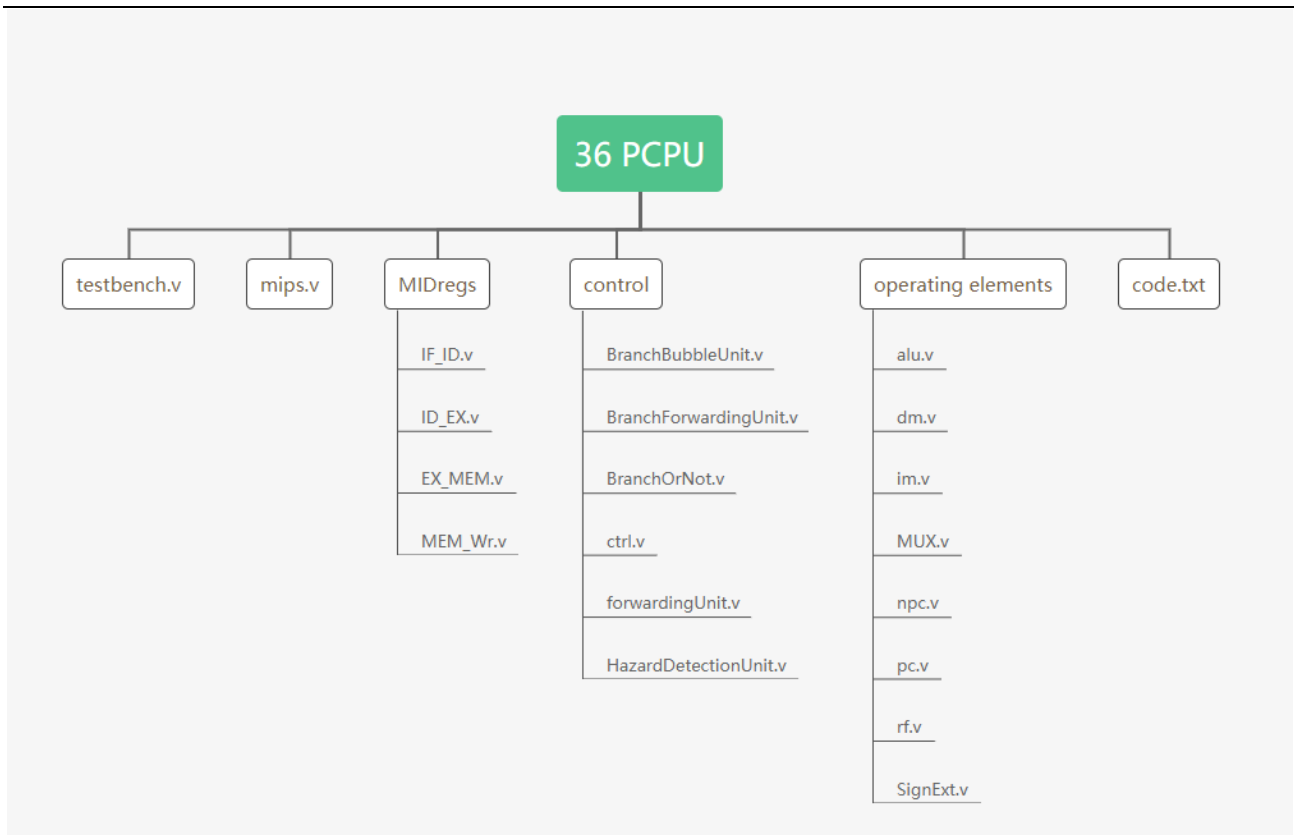 36 PCPU
testbench.v
mips.v
MIDregs
control
operating elements
code.txt
IF_ID.v
ID_EX.v
EX_MEM.v
MEM_Wr.v
BranchBubbleUnit.v
BranchForwardingUnit.v
BranchOrNot.v
ctrl.v
forwardingUnit.v
HazardDetectionUnit.v
alu.v
dm.v
im.v
MUX.v
npc.v
pc.v
rf.v
SignExt.v